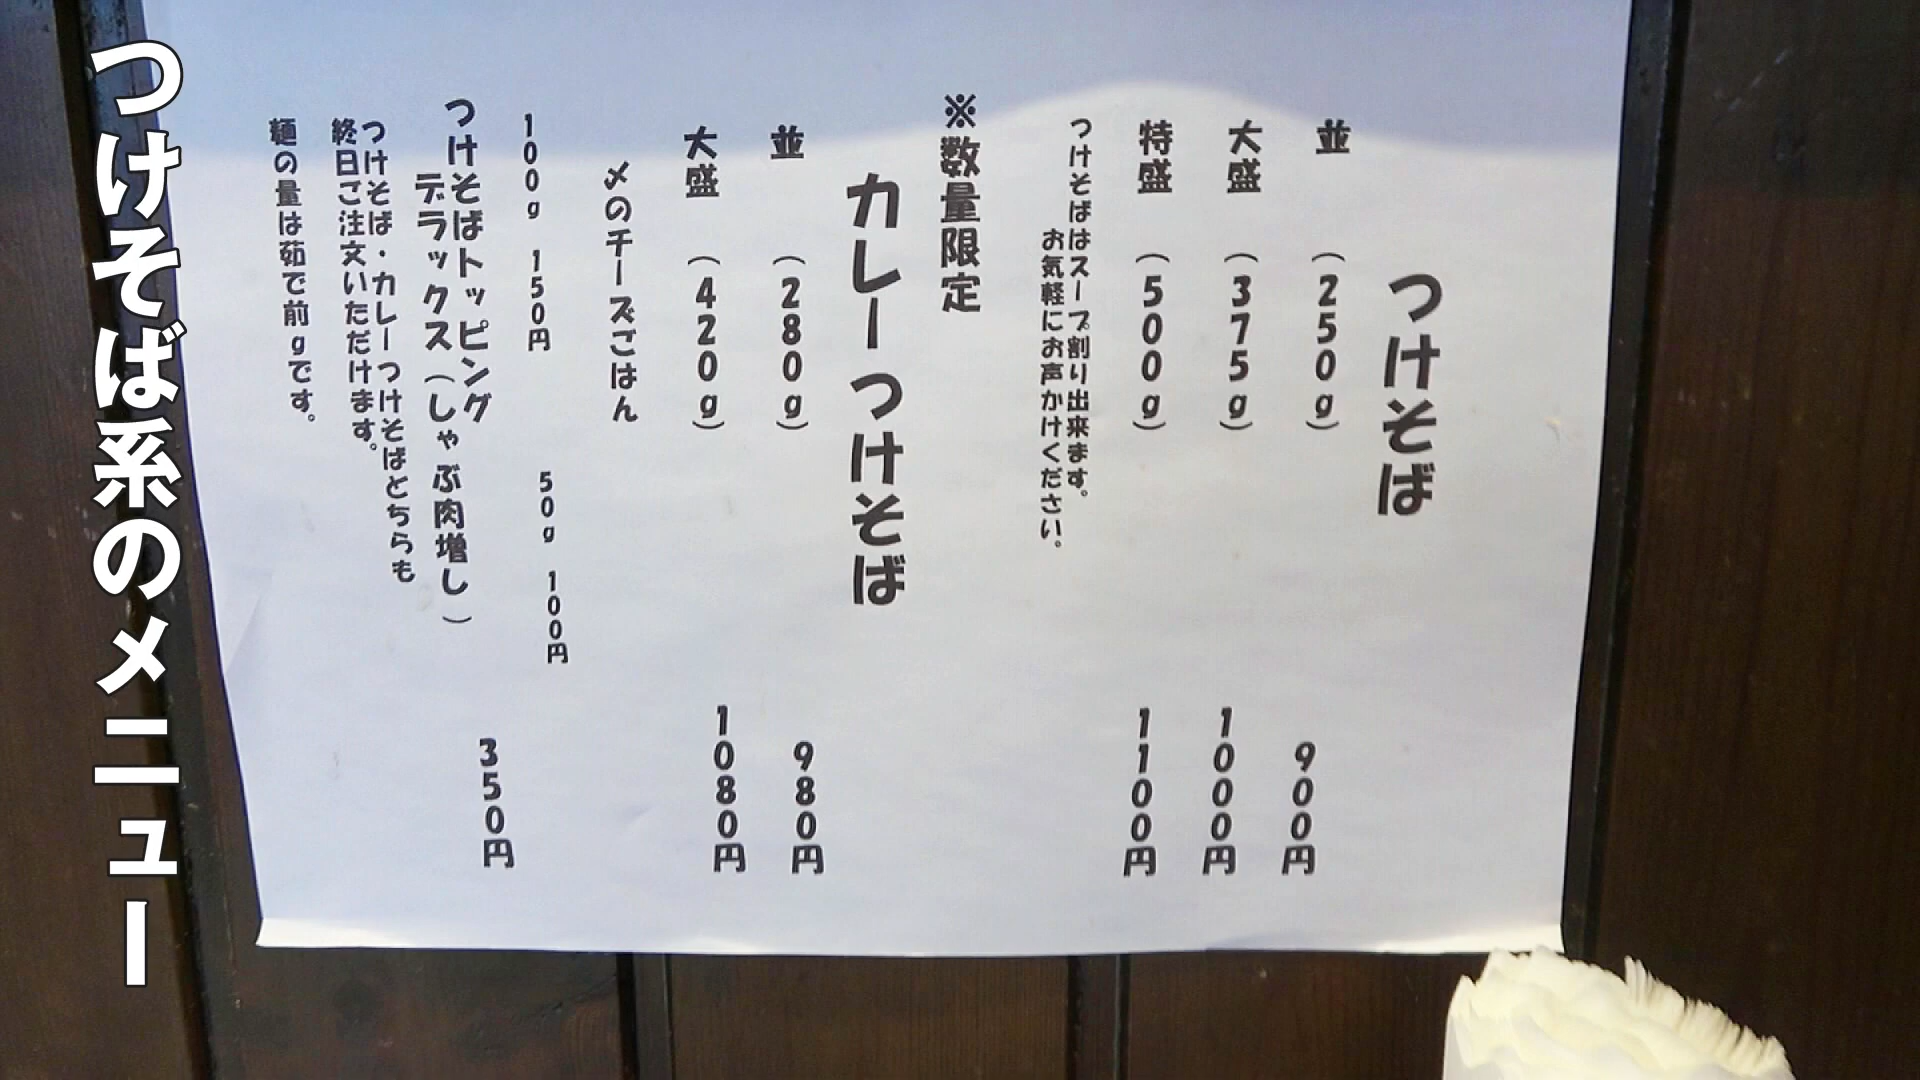 つけそば
並 (250g) 900円
大盛 (375g) 1000円
特盛 (500g) 1100円
つけそばはスープ割り出来ます。
お気軽にお声かけください。
※数量限定
カレーつけそば
並 (280g) 980円
大盛 (420g) 1080円
〆のチーズごはん
50g 100円
100g 150円
つけそばトッピング
デラックス(しゃぶ肉増し) 350円
つけそば・カレーつけそばどちらも
終日ご注文いただけます。
麺の量は茹で前gです。
つけそば系のメニュー